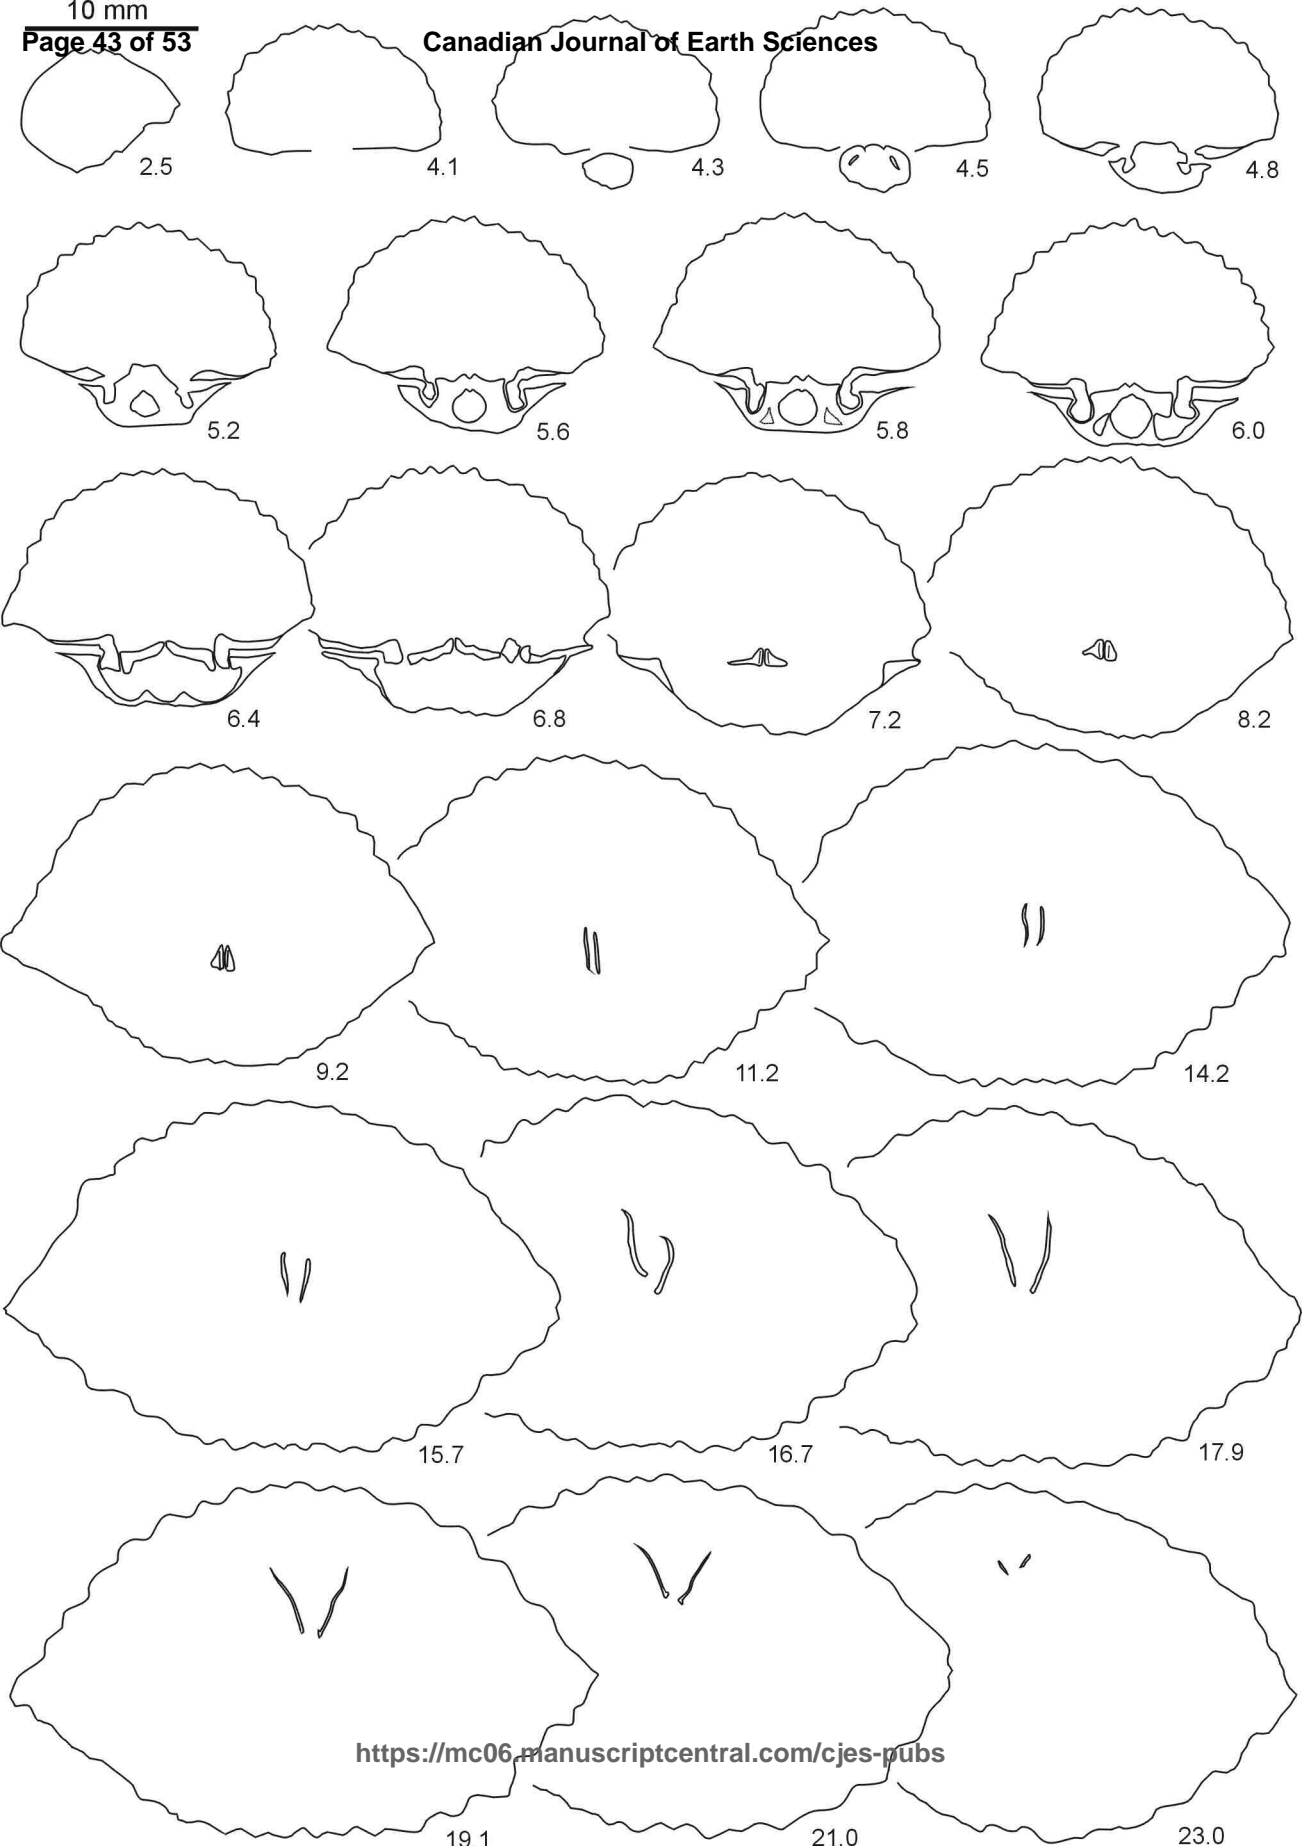 10 mm
Page 43 of 53 Canadian Journal of Earth Sciences
2.5 4.1 4.3 4.5 4.8
5.2 5.6 5.8 6.0
6.4 6.8 7.2 8.2
9.2 11.2 14.2
15.7 16.7 17.9
https://mc06.manuscriptcentral.com/cjes-pubs
19.1 21.0 23.0